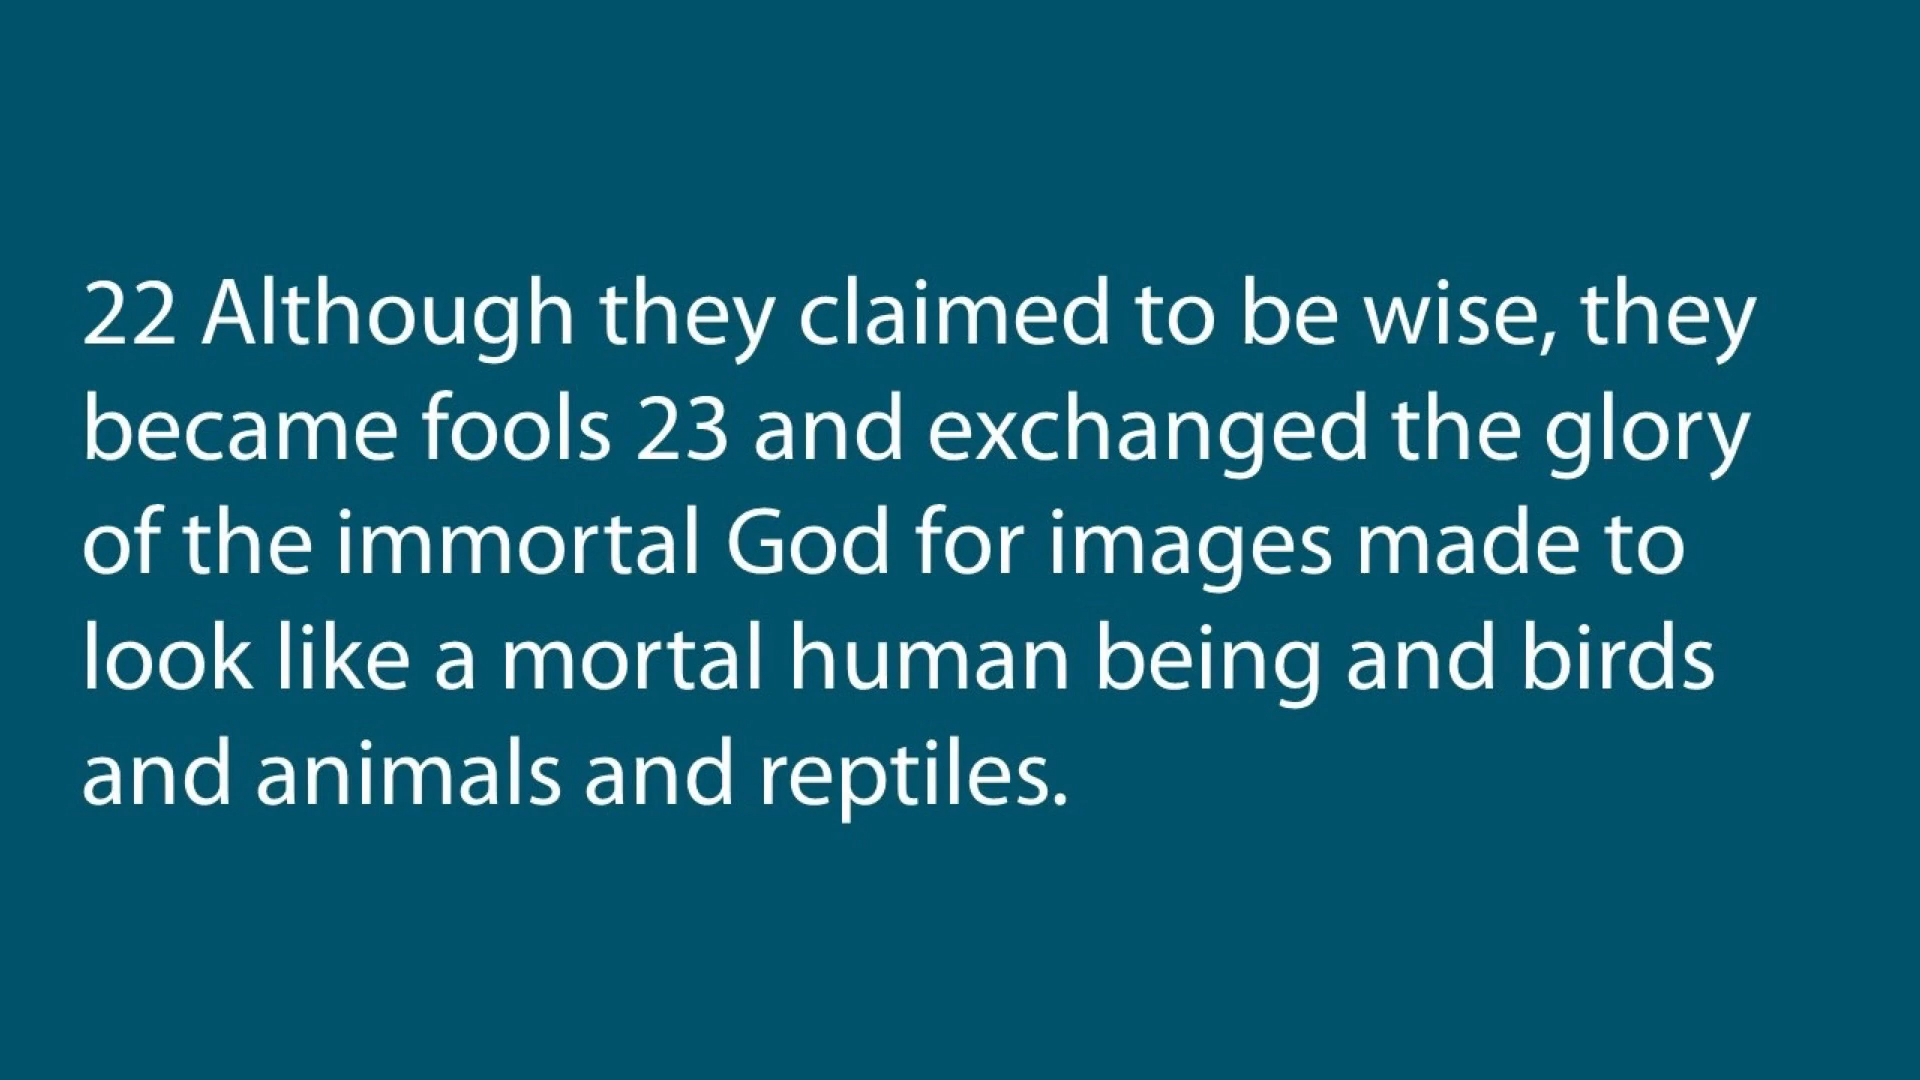 22 Although they claimed to be wise, they
became fools 23 and exchanged the glory
of the immortal God for images made to
look like a mortal human being and birds
and animals and reptiles.